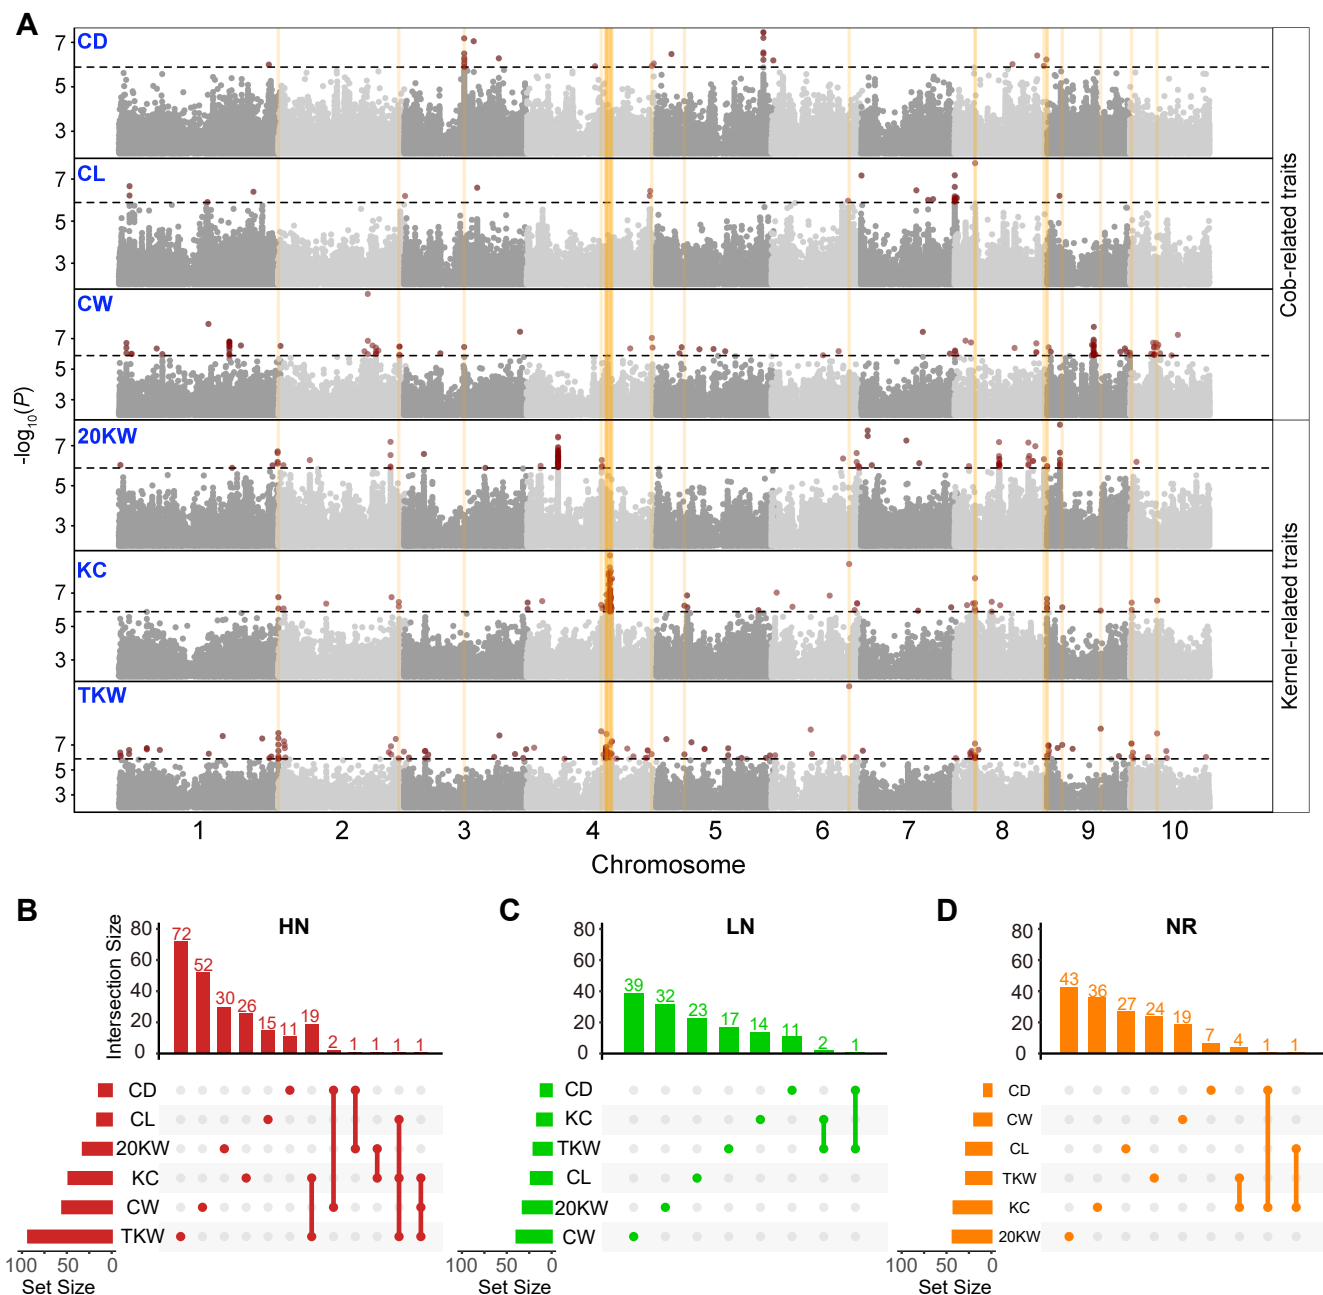 A
CD
7
5
3
CL
7
5
3
Cob-related traits
CW
7
5
3
-log10(P)
20KW
7
5
3
KC
7
5
3
Kernel-related traits
TKW
7
5
3
1 2 3 4 5 6 7 8 9 10
Chromosome
B
HN
Intersection Size
80
60
40
20
0
72 52 30 26 15 11 19 2 1 1 1 1
CD
CL
20KW
KC
CW
TKW
100 50 0
Set Size
C
LN
80
60
40
20
0
39 32 23 17 14 11 2 1
CD
KC
TKW
CL
20KW
CW
100 50 0
Set Size
D
NR
80
60
40
20
0
43 36 27 24 19 7 4 1 1
CD
CW
CL
TKW
KC
20KW
100 50 0
Set Size